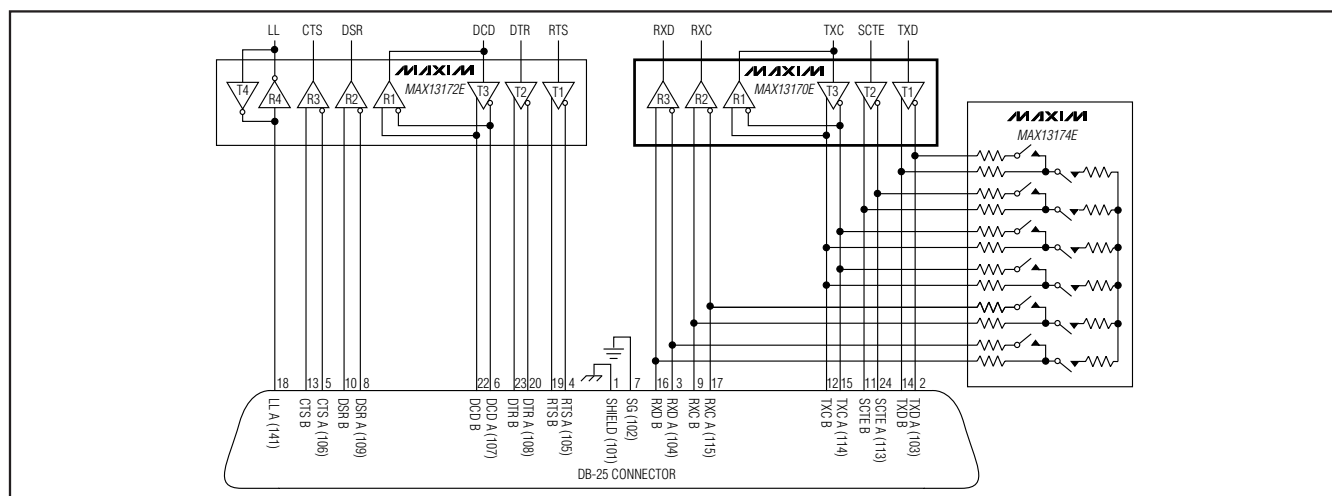 LL CTS DSR DCD DTR RTS RXD RXC TXC SCTE TXD
MAXIM
MAX13172E
T4 R4 R3 R2 R1 T3 T2 T1
MAXIM
MAX13170E
R3 R2 R1 T3 T2 T1
MAXIM
MAX13174E
18 13 5 10 8 22 6 23 20 19 4 1 7 16 3 9 17 12 15 11 24 14 2
LL A (141)
CTS B
CTS A (106)
DSR B
DSR A (109)
DCD B
DCD A (107)
DTR B
DTR A (108)
RTS B
RTS A (105)
SHIELD (101)
SG (102)
RXD B
RXD A (104)
RXC B
RXC A (115)
TXC B
TXC A (114)
SCTE B
SCTE A (113)
TXD B
TXD A (103)
DB-25 CONNECTOR